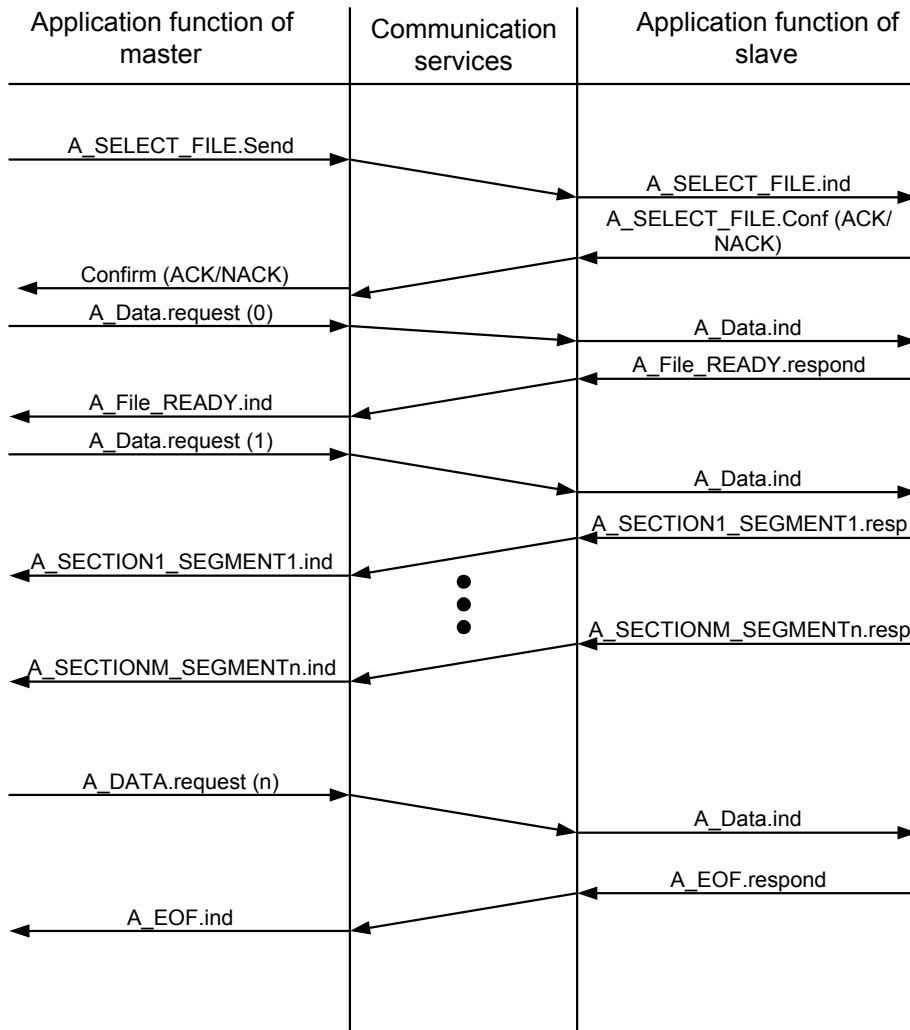 Application function of
master
Communication
services
Application function of
slave
A_SELECT_FILE.Send
A_SELECT_FILE.ind
A_SELECT_FILE.Conf (ACK/
NACK)
Confirm (ACK/NACK)
A_Data.request (0)
A_Data.ind
A_File_READY.respond
A_File_READY.ind
A_Data.request (1)
A_Data.ind
A_SECTION1_SEGMENT1.resp
A_SECTION1_SEGMENT1.ind
A_SECTIONM_SEGMENTn.resp
A_SECTIONM_SEGMENTn.ind
A_DATA.request (n)
A_Data.ind
A_EOF.respond
A_EOF.ind